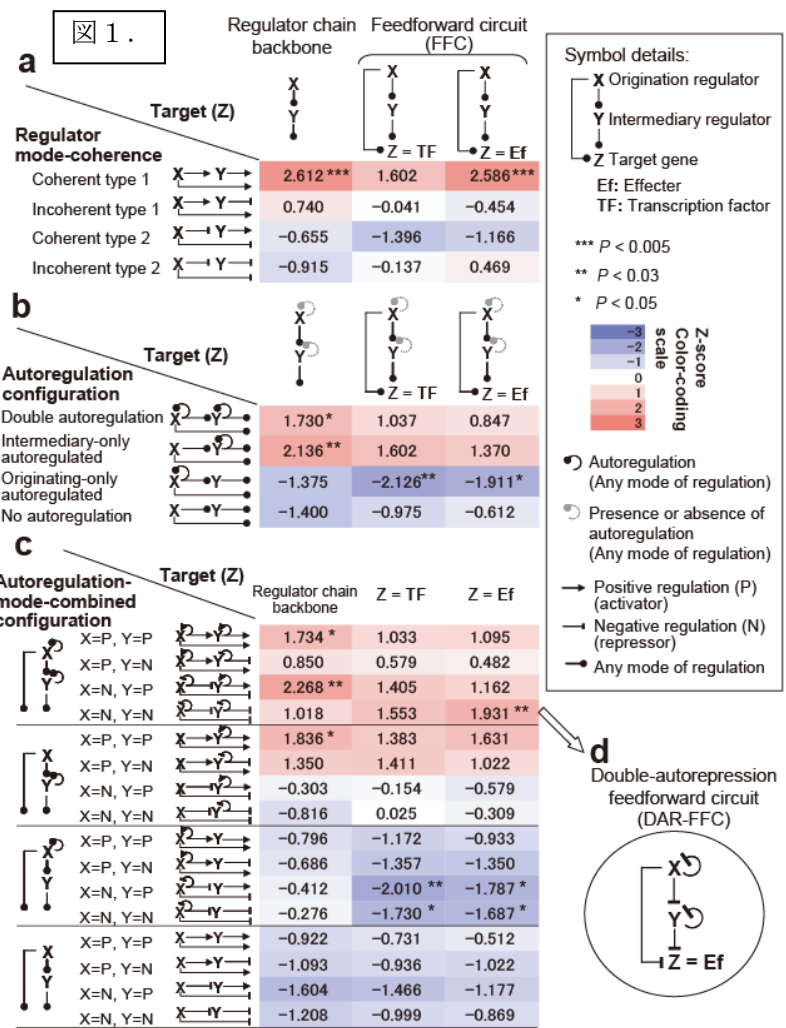 図１.
Regulator chain backbone
Feedforward circuit (FFC)
a
X
Y
X
Y
Z = TF
X
Y
Z = Ef
Target (Z)
Regulator mode-coherence
Coherent type 1 X Y 2.612 *** 1.602 2.586 ***
Incoherent type 1 X Y 0.740 −0.041 −0.454
Coherent type 2 X Y −0.655 −1.396 −1.166
Incoherent type 2 X Y −0.915 −0.137 0.469
b
X
Y
X
Y
Z = TF
X
Y
Z = Ef
Target (Z)
Autoregulation configuration
Double autoregulation X Y 1.730 * 1.037 0.847
Intermediary-only autoregulated X Y 2.136 ** 1.602 1.370
Originating-only autoregulated X Y −1.375 −2.126 ** −1.911 *
No autoregulation X Y −1.400 −0.975 −0.612
c
Target (Z)
Autoregulation-mode-combined configuration
Regulator chain backbone
Z = TF
Z = Ef
X
Y
X=P, Y=P X Y 1.734 * 1.033 1.095
X=P, Y=N X Y 0.850 0.579 0.482
X=N, Y=P X Y 2.268 ** 1.405 1.162
X=N, Y=N X Y 1.018 1.553 1.931 **
X
Y
X=P, Y=P X Y 1.836 * 1.383 1.631
X=P, Y=N X Y 1.350 1.411 1.022
X=N, Y=P X Y −0.303 −0.154 −0.579
X=N, Y=N X Y −0.816 0.025 −0.309
X
Y
X=P, Y=P X Y −0.796 −1.172 −0.933
X=P, Y=N X Y −0.686 −1.357 −1.350
X=N, Y=P X Y −0.412 −2.010 ** −1.787 *
X=N, Y=N X Y −0.276 −1.730 * −1.687 *
X
Y
X=P, Y=P X Y −0.922 −0.731 −0.512
X=P, Y=N X Y −1.093 −0.936 −1.022
X=N, Y=P X Y −1.604 −1.466 −1.177
X=N, Y=N X Y −1.208 −0.999 −0.869
Symbol details:
X Origination regulator
Y Intermediary regulator
Z Target gene
Ef: Effecter
TF: Transcription factor
*** P < 0.005
** P < 0.03
* P < 0.05
−3
−2
−1
0
1
2
3
Z-score
Color-coding
scale
Autoregulation
(Any mode of regulation)
Presence or absence of
autoregulation
(Any mode of regulation)
Positive regulation (P)
(activator)
Negative regulation (N)
(repressor)
Any mode of regulation
d
Double-autorepression
feedforward circuit
(DAR-FFC)
X
Y
Z = Ef